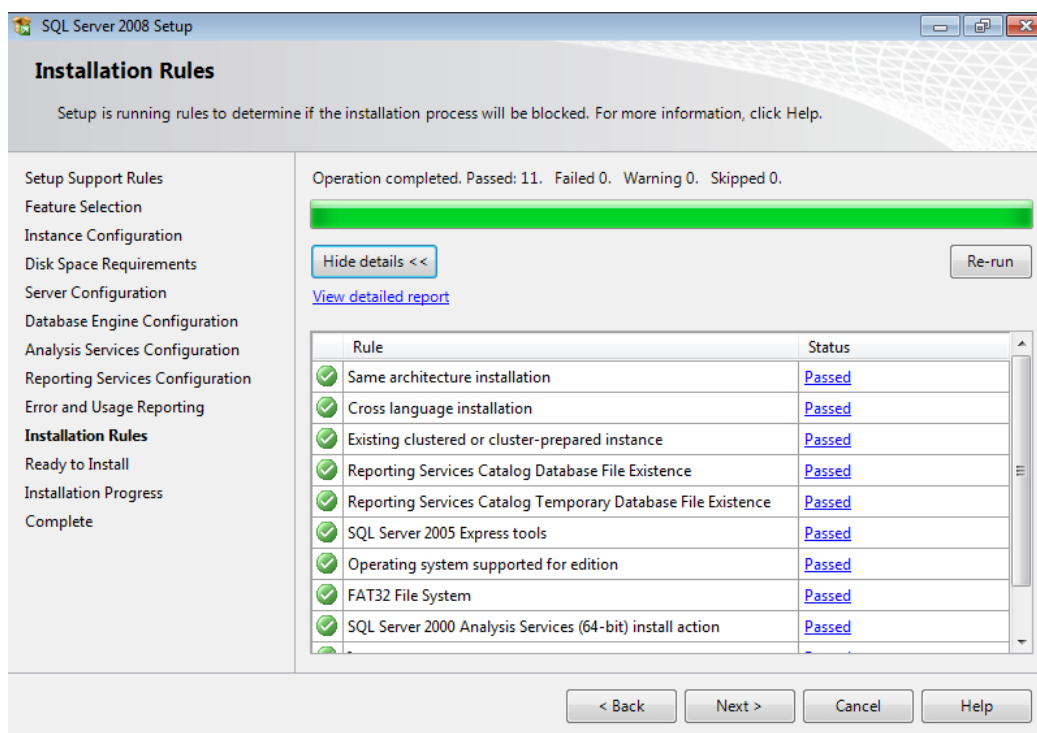 SQL Server 2008 Setup
Installation Rules
Setup is running rules to determine if the installation process will be blocked. For more information, click Help.
Setup Support Rules
Feature Selection
Instance Configuration
Disk Space Requirements
Server Configuration
Database Engine Configuration
Analysis Services Configuration
Reporting Services Configuration
Error and Usage Reporting
Installation Rules
Ready to Install
Installation Progress
Complete
Operation completed. Passed: 11. Failed 0. Warning 0. Skipped 0.
Hide details << Re-run
View detailed report
Rule Status
Same architecture installation Passed
Cross language installation Passed
Existing clustered or cluster-prepared instance Passed
Reporting Services Catalog Database File Existence Passed
Reporting Services Catalog Temporary Database File Existence Passed
SQL Server 2005 Express tools Passed
Operating system supported for edition Passed
FAT32 File System Passed
SQL Server 2000 Analysis Services (64-bit) install action Passed
< Back Next > Cancel Help